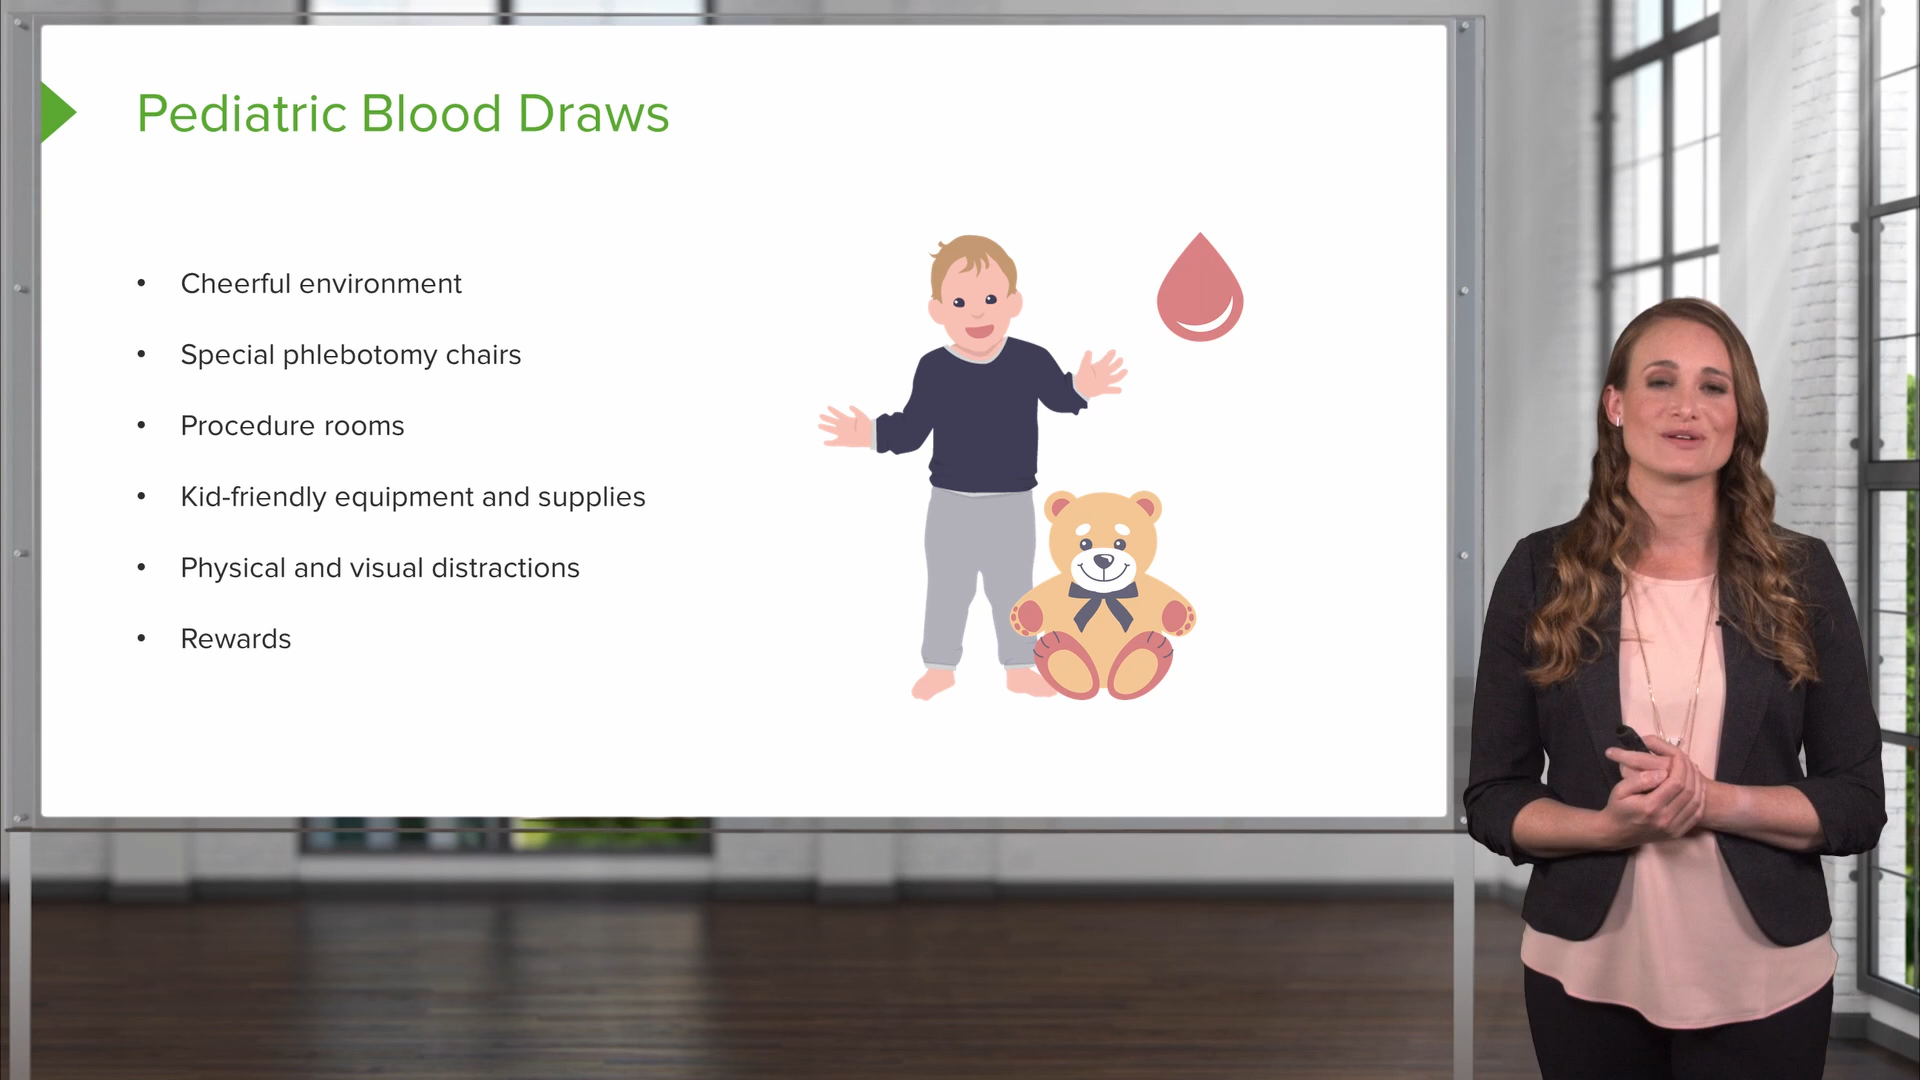 Pediatric Blood Draws
• Cheerful environment
• Special phlebotomy chairs
• Procedure rooms
• Kid-friendly equipment and supplies
• Physical and visual distractions
• Rewards